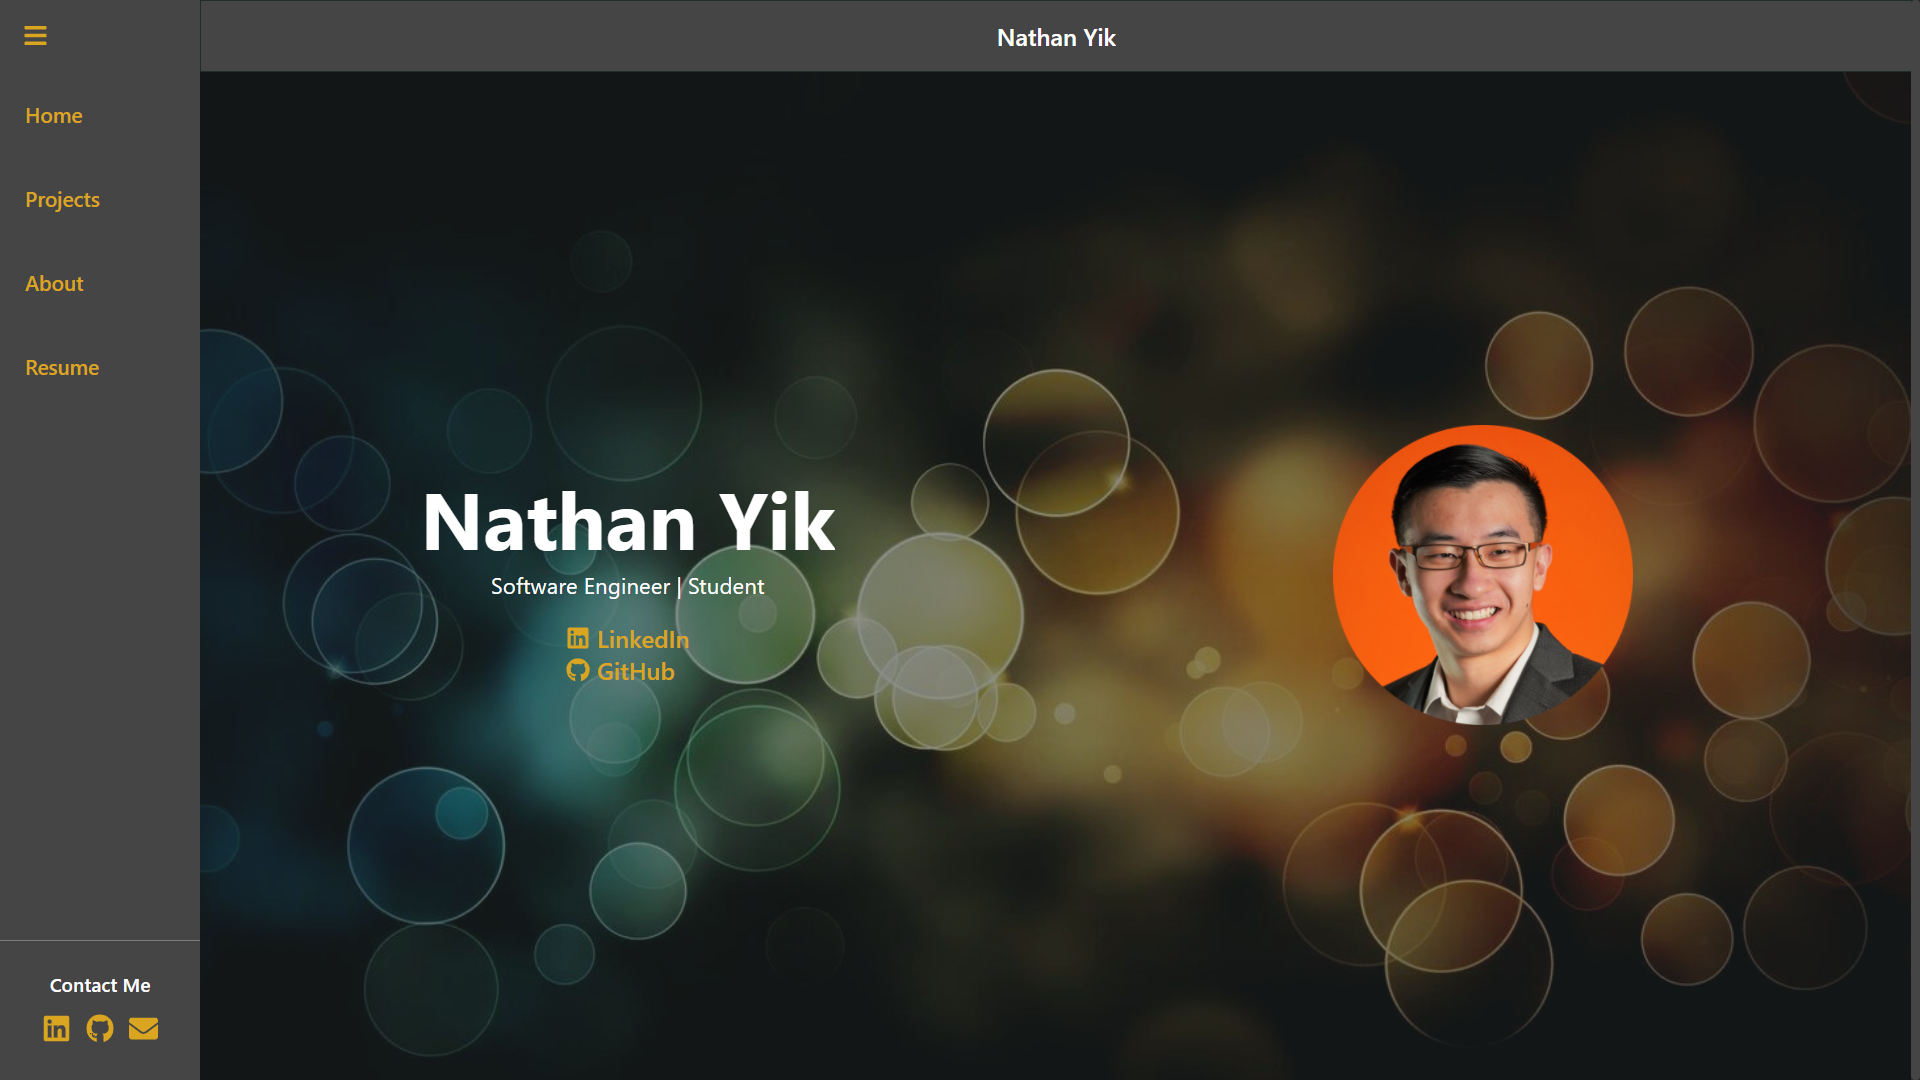 Nathan Yik
Home
Projects
About
Resume
Nathan Yik
Software Engineer | Student
LinkedIn
GitHub
Contact Me